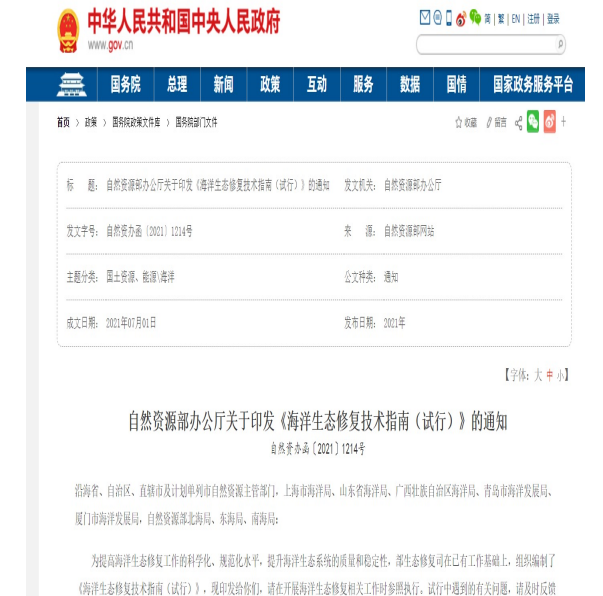 中华人民共和国中央人民政府
www.gov.cn
简 | 繁 | EN | 注册 | 登录
国务院 总理 新闻 政策 互动 服务 数据 国情 国家政务服务平台
首页 > 政策 > 国务院政策文件库 > 国务院部门文件
收藏 留言
标 题: 自然资源部办公厅关于印发《海洋生态修复技术指南（试行）》的通知 发文机关: 自然资源部办公厅
发文字号: 自然资办函〔2021〕1214号 来 源: 自然资源部网站
主题分类: 国土资源、能源\海洋 公文种类: 通知
成文日期: 2021年07月01日 发布日期: 2021年
【字体: 大 中 小】
自然资源部办公厅关于印发《海洋生态修复技术指南（试行）》的通知
自然资办函〔2021〕1214号
沿海省、自治区、直辖市及计划单列市自然资源主管部门，上海市海洋局、山东省海洋局、广西壮族自治区海洋局、青岛市海洋发展局、
厦门市海洋发展局，自然资源部北海局、东海局、南海局:
为提高海洋生态修复工作的科学化、规范化水平，提升海洋生态系统的质量和稳定性，部生态修复司在已有工作基础上，组织编制了
《海洋生态修复技术指南（试行）》，现印发给你们，请在开展海洋生态修复相关工作时参照执行。试行中遇到的有关问题，请及时反馈